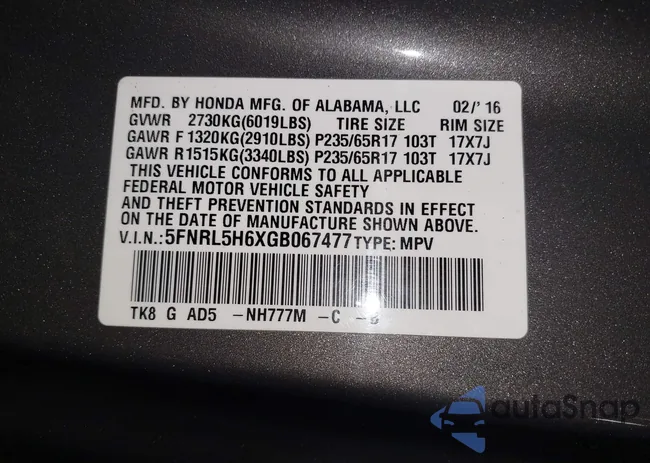 MFD. BY HONDA MFG. OF ALABAMA, LLC 02/'16
GVWR 2730KG(6019LBS) TIRE SIZE RIM SIZE
GAWR F 1320KG(2910LBS) P235/65R17 103T 17X7J
GAWR R1515KG(3340LBS) P235/65R17 103T 17X7J
THIS VEHICLE CONFORMS TO ALL APPLICABLE
FEDERAL MOTOR VEHICLE SAFETY
AND THEFT PREVENTION STANDARDS IN EFFECT
ON THE DATE OF MANUFACTURE SHOWN ABOVE.
V.I.N.:5FNRL5H6XGB067477 TYPE: MPV
TK8 G AD5 -NH777M -C -
autoSnap